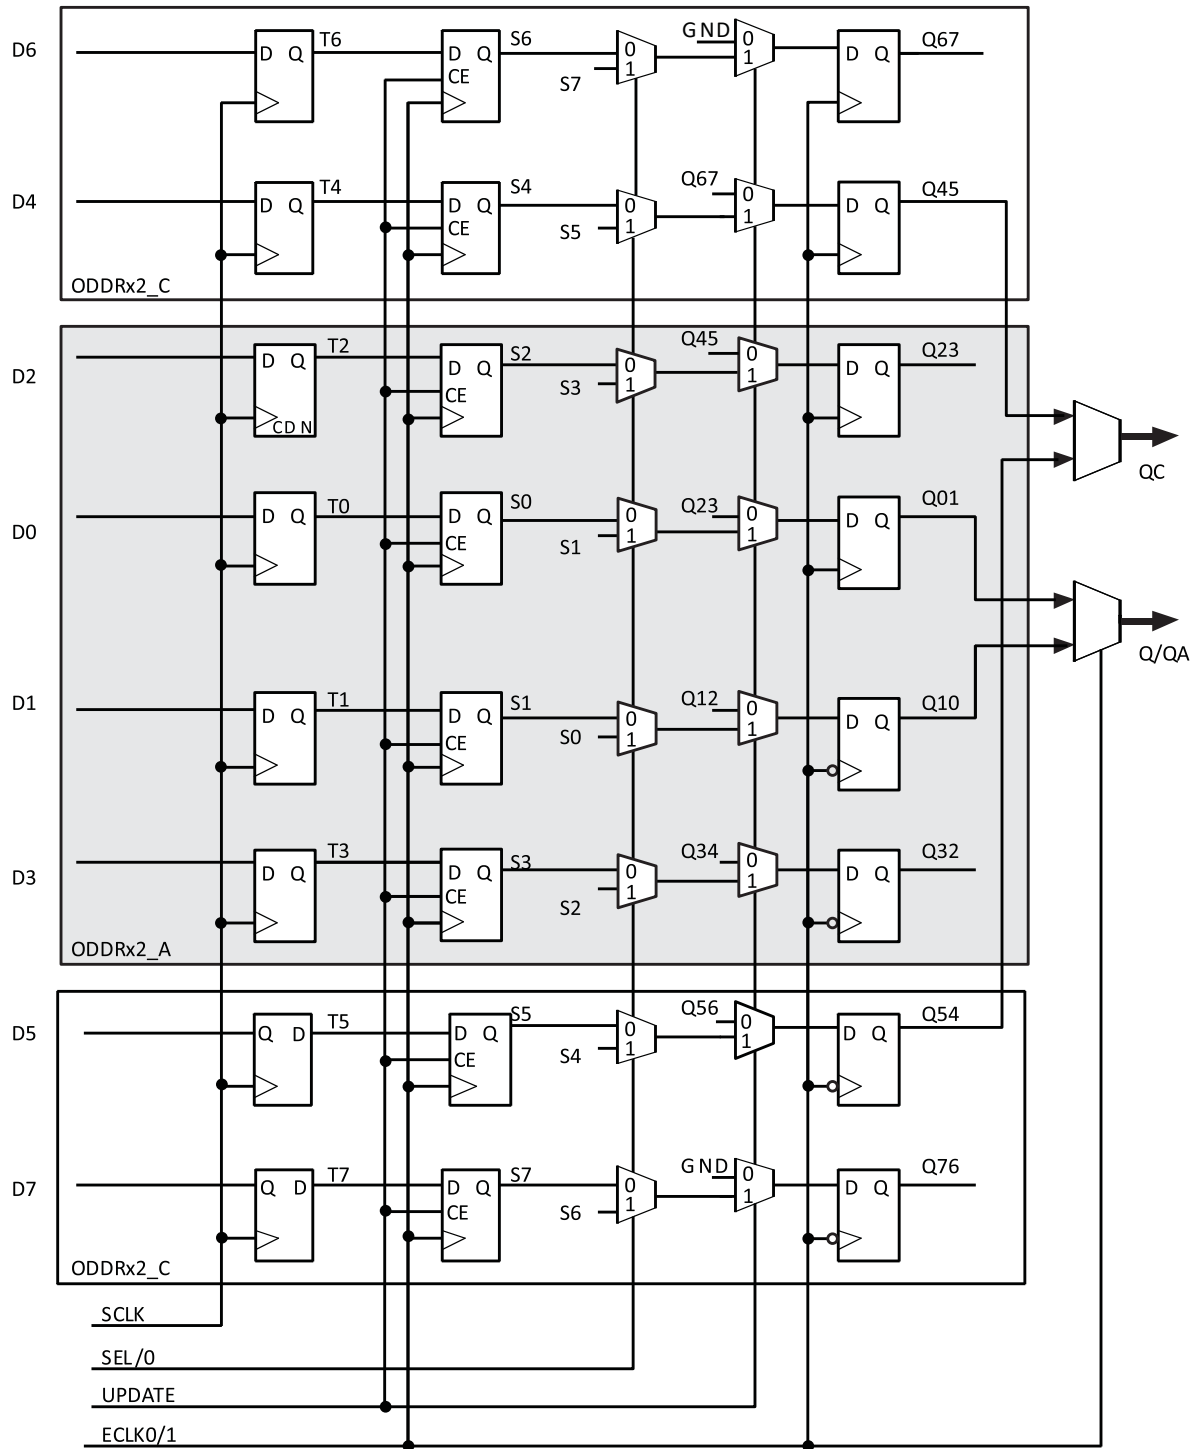 D6 D Q T6 D Q CE S6 S7 0 1 GND 0 1 D Q Q67
D4 D Q T4 D Q CE S4 S5 0 1 Q67 0 1 D Q Q45
ODDRx2_C
D2 D Q CDN T2 D Q CE S2 S3 0 1 Q45 0 1 D Q Q23
QC
D0 D Q T0 D Q CE S0 S1 0 1 Q23 0 1 D Q Q01
Q/QA
D1 D Q T1 D Q CE S1 S0 0 1 Q12 0 1 D Q Q10
D3 D Q T3 D Q CE S3 S2 0 1 Q34 0 1 D Q Q32
ODDRx2_A
D5 Q D T5 D Q CE S5 S4 0 1 Q56 0 1 D Q Q54
D7 Q D T7 D Q CE S7 S6 0 1 GND 0 1 D Q Q76
ODDRx2_C
SCLK
SEL/0
UPDATE
ECLK0/1